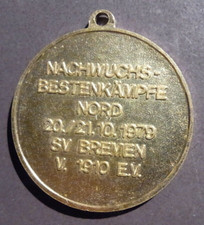 NACHWUCHS-
BESTENKÄMPFE
NORD
20./21.10.1979
SV BREMEN
V. 1910 E.V.